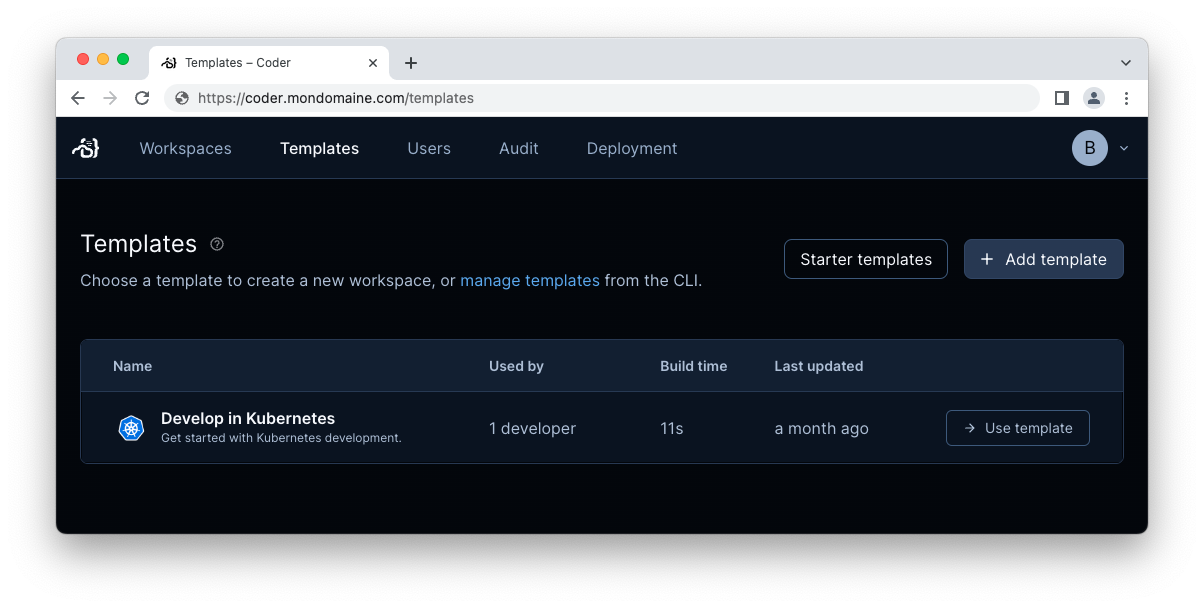 Templates – Coder
https://coder.mondomaine.com/templates
Workspaces Templates Users Audit Deployment B
Templates ?
Starter templates + Add template
Choose a template to create a new workspace, or manage templates from the CLI.
Name Used by Build time Last updated
Develop in Kubernetes
Get started with Kubernetes development.
1 developer 11s a month ago → Use template